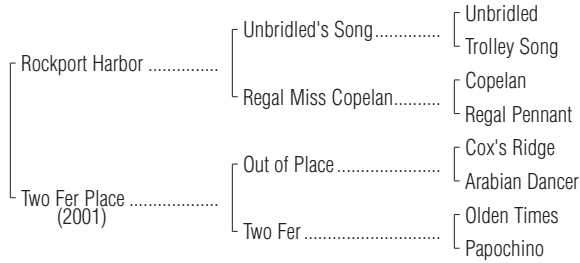 Unbridled
Unbridled's Song...............
Trolley Song
Rockport Harbor ................
Copelan
Regal Miss Copelan...........
Regal Pennant
Cox's Ridge
Out of Place ........................
Arabian Dancer
Two Fer Place ....................
(2001)
Olden Times
Two Fer ................................
Papochino